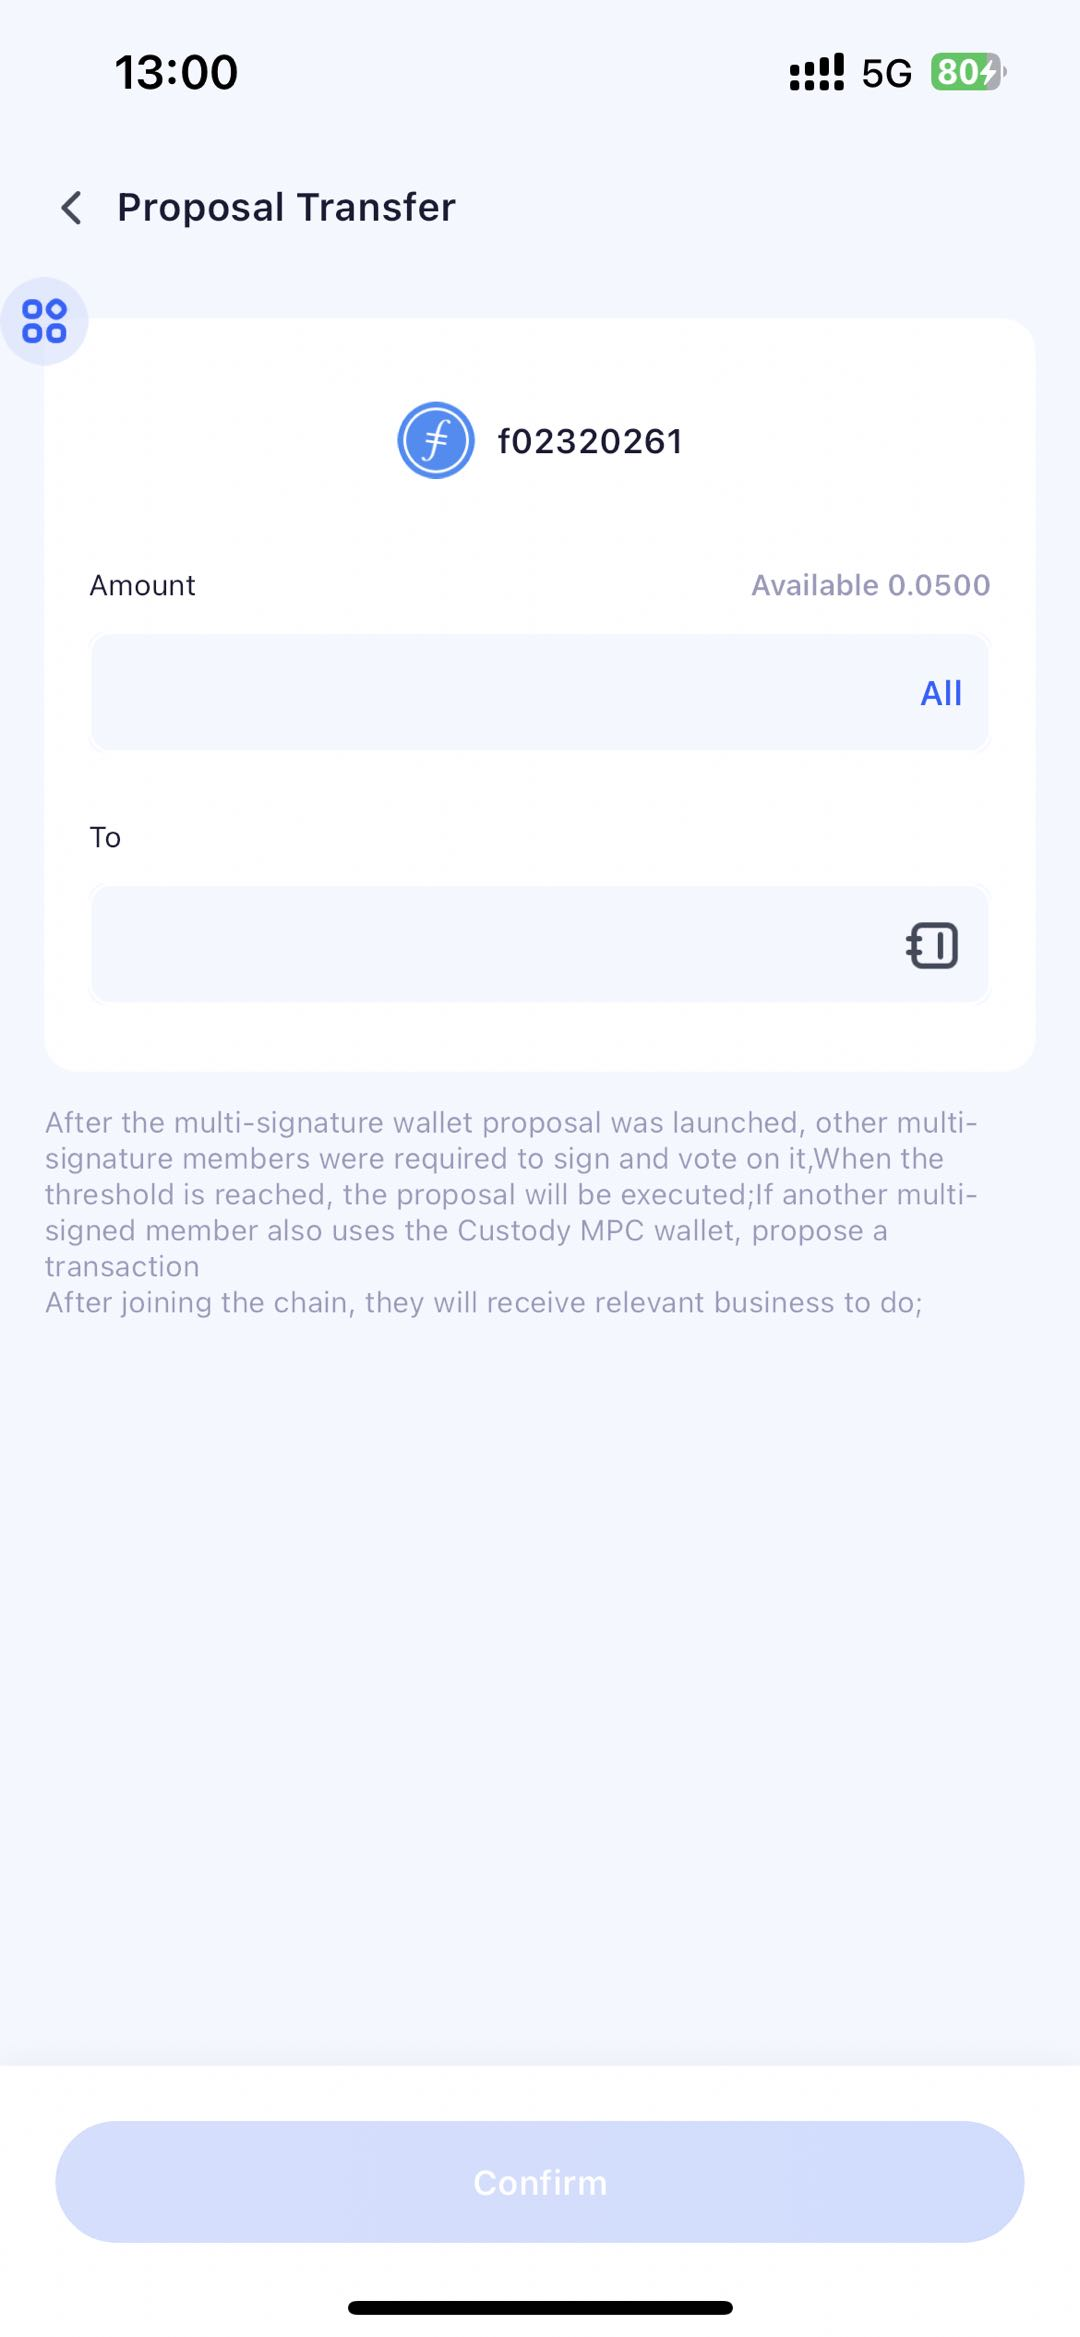 13:00
5G
80
Proposal Transfer
f02320261
Amount
Available 0.0500
All
To
After the multi-signature wallet proposal was launched, other multi-
signature members were required to sign and vote on it,When the
threshold is reached, the proposal will be executed;If another multi-
signed member also uses the Custody MPC wallet, propose a
transaction
After joining the chain, they will receive relevant business to do;
Confirm